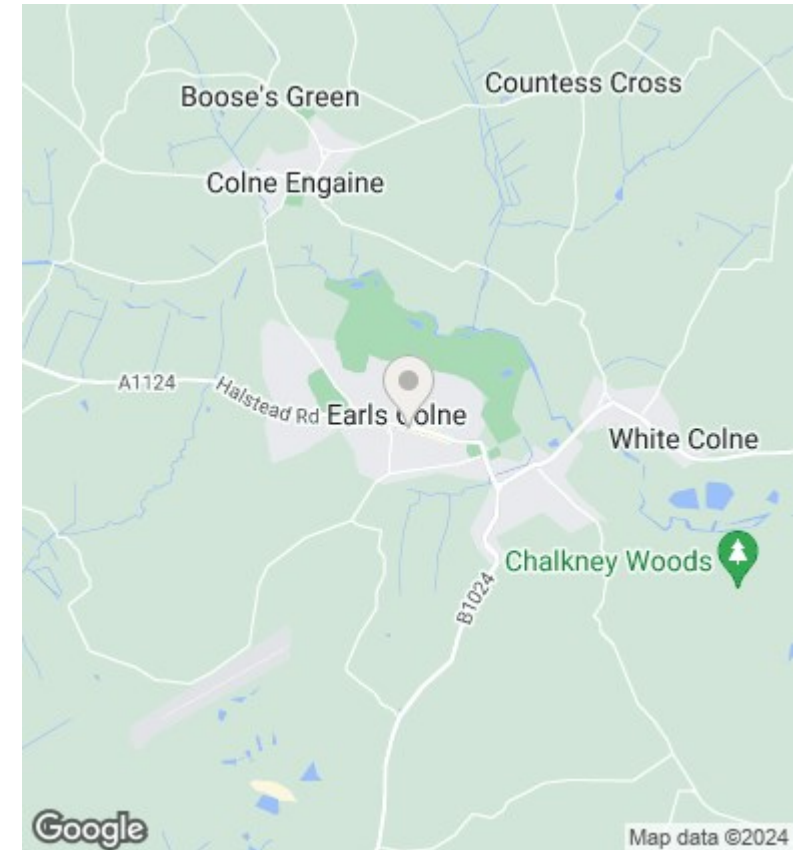 Countess Cross
Boose's Green
Colne Engaine
A1124
Halstead Rd
Earls Colne
White Colne
Chalkney Woods
B1024
Google
Map data ©2024